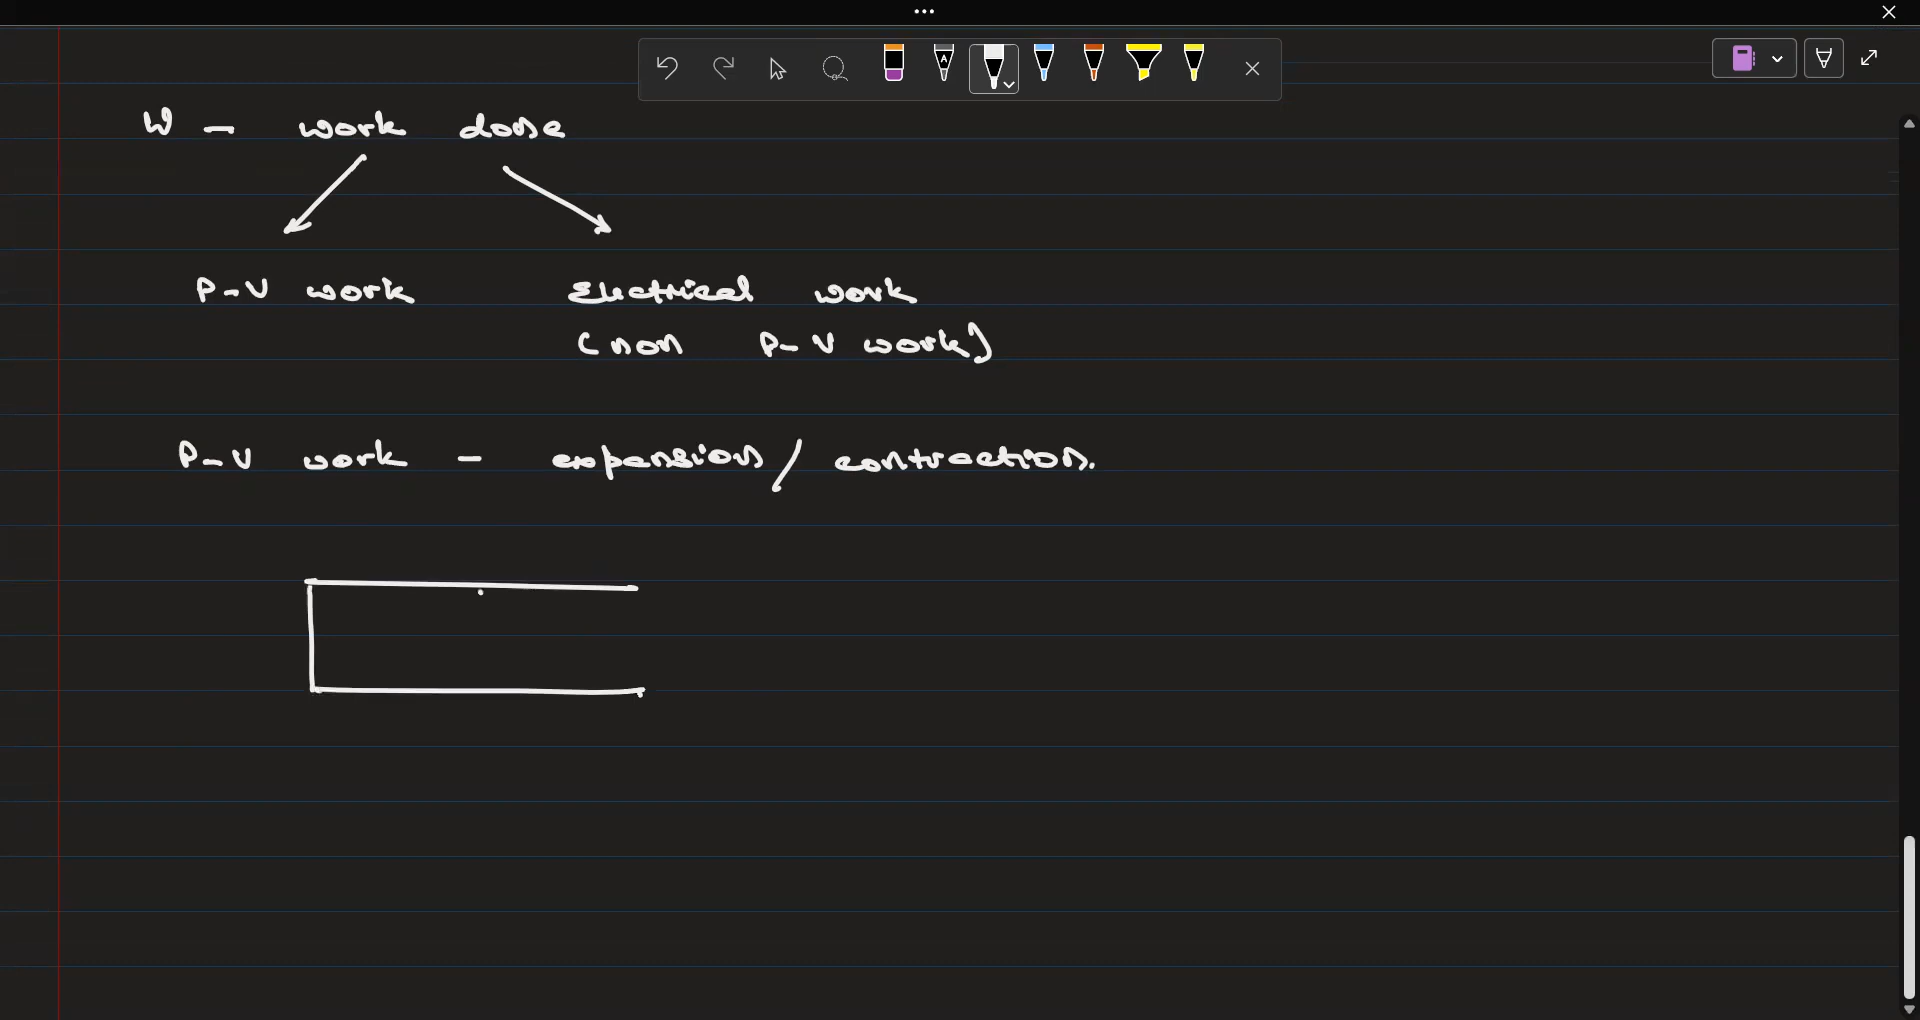 W - work done
P-V work Electrical work
(non P-V work)
P-V work - expansion/contraction.